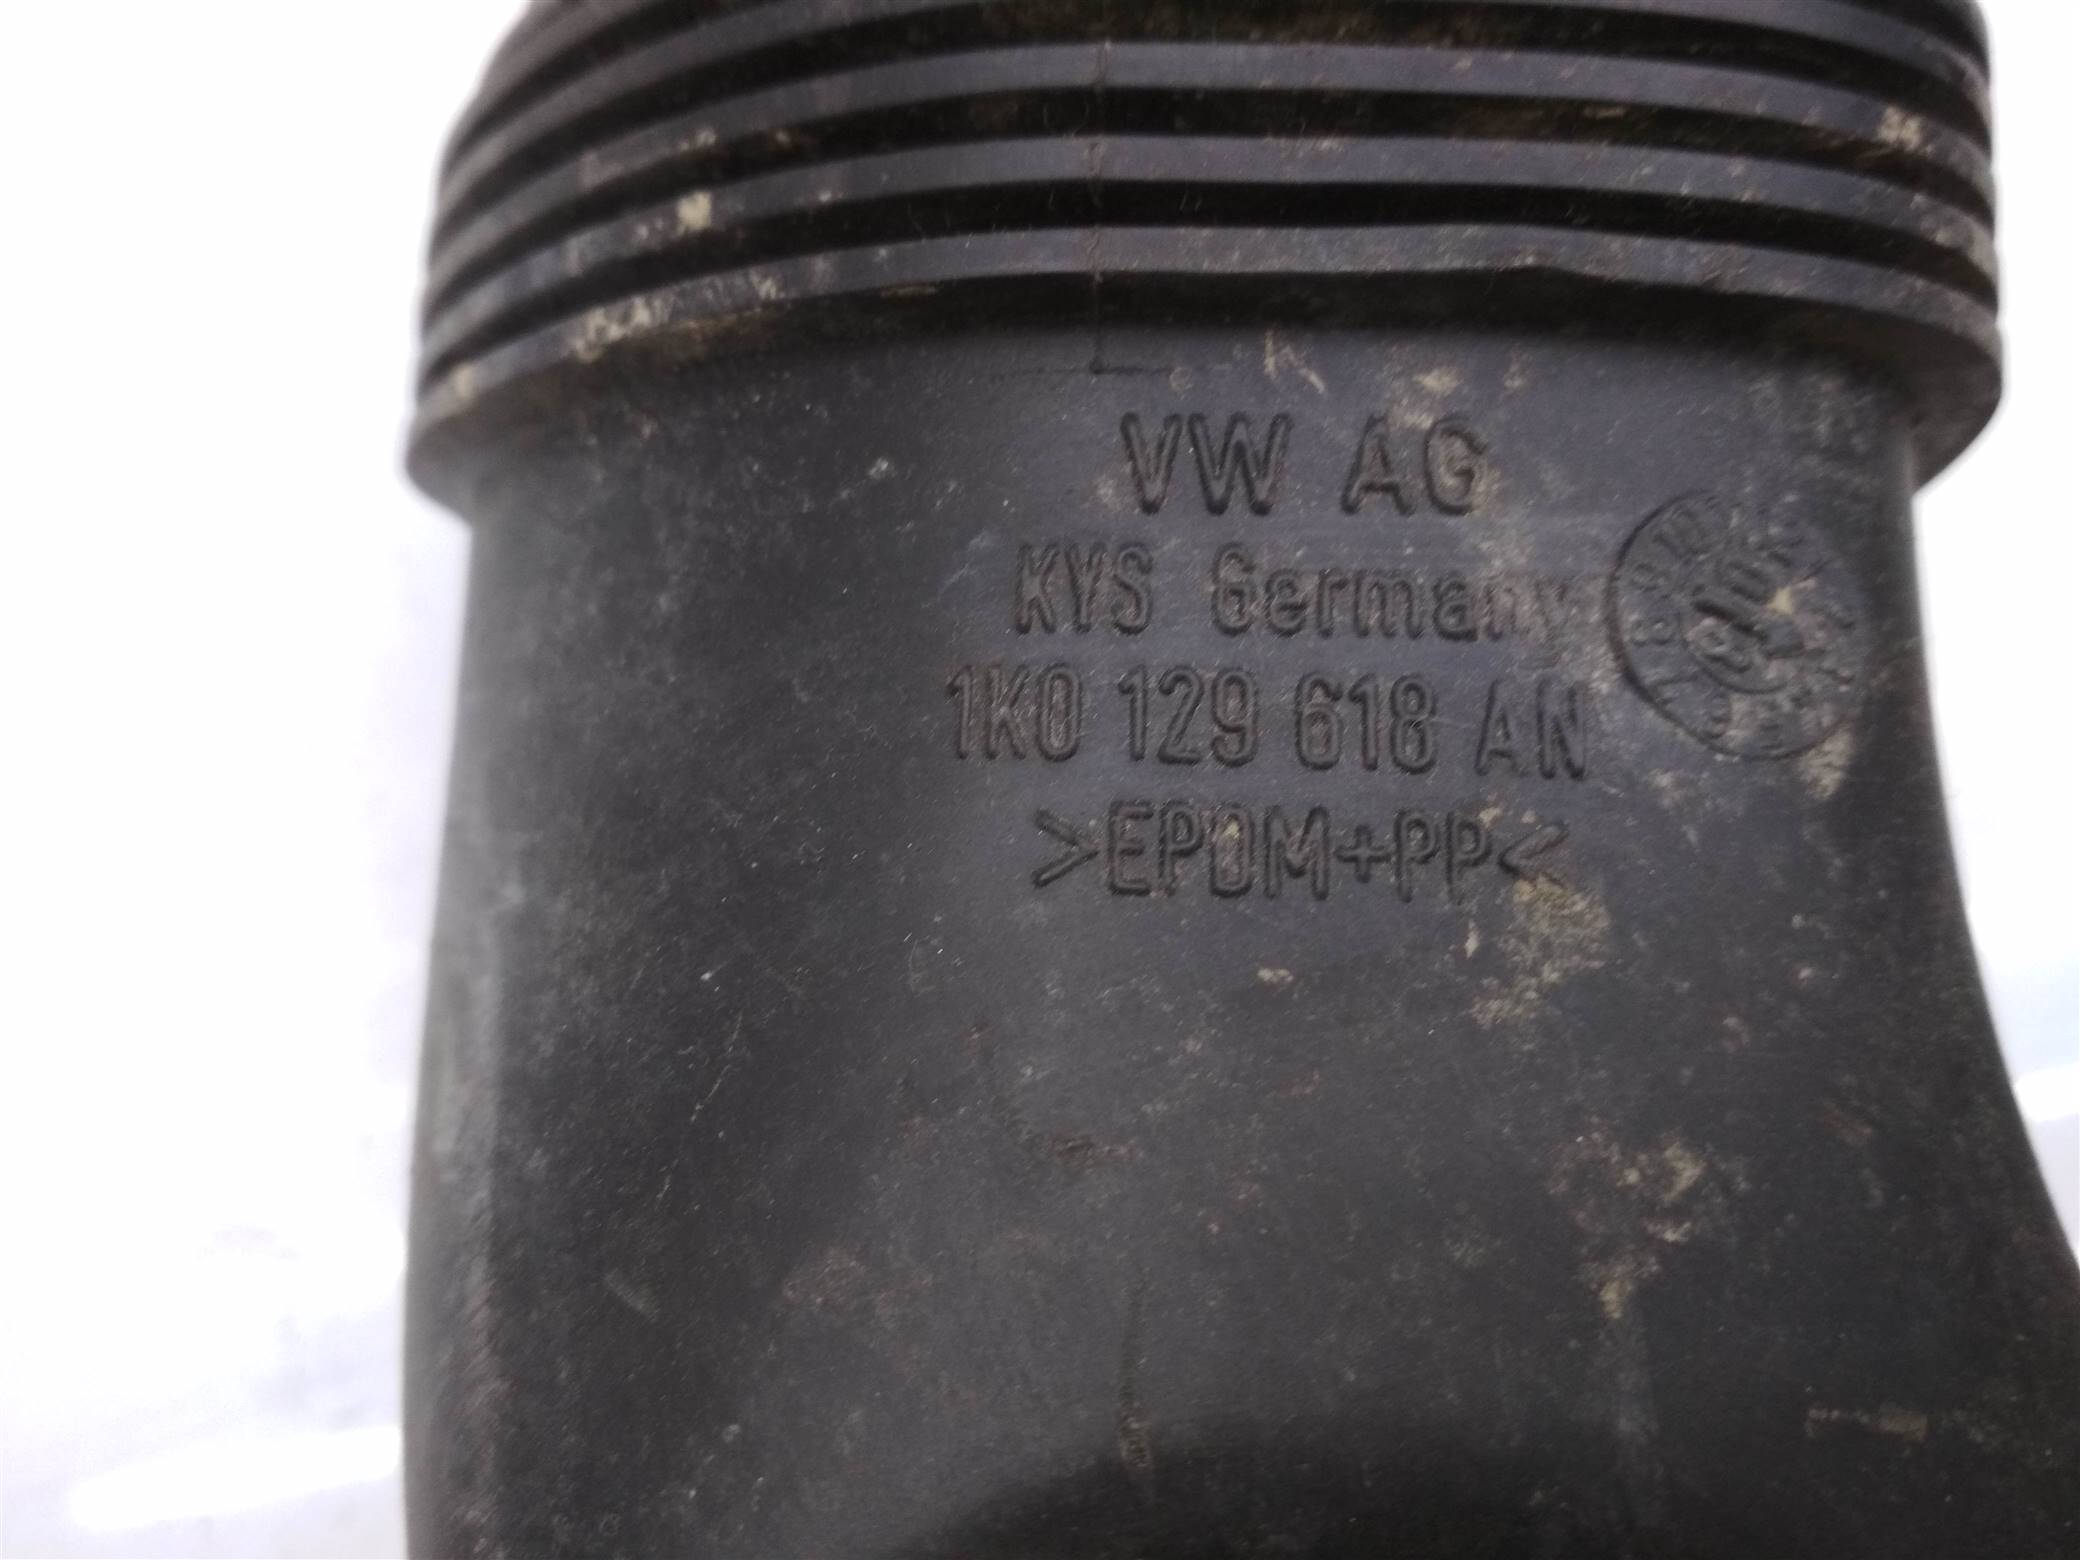 VW AG
KYS Germany
1K0 129 618 AN
>EPDM+PP<